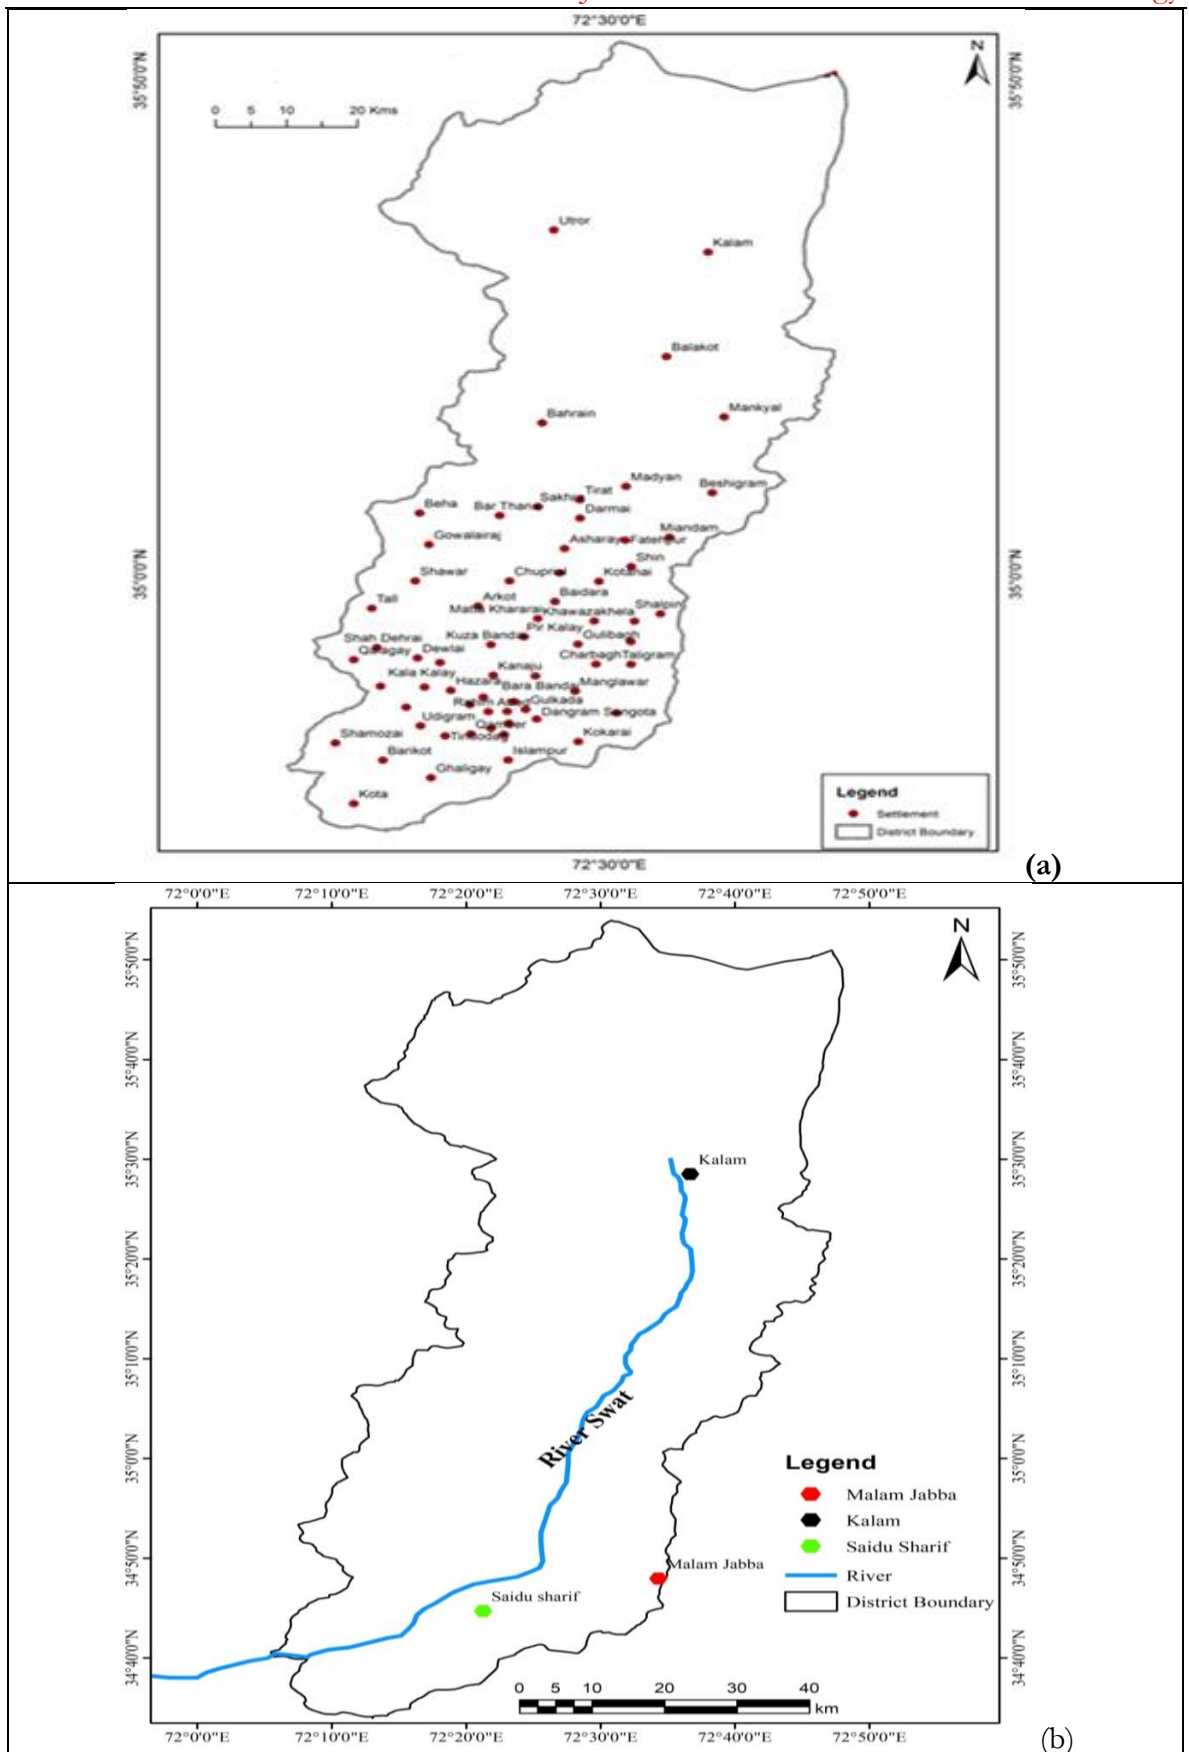 72°30'0"E
N
35°50'0"N
35°50'0"N
0 5 10 20 Kms
Utror
Kalam
Balakot
Bahrain
Mankyal
Madyan
Beshigram
Tirat
Beha
Bar Thana
Darmai
Miandam
Gowalairaj
Asharay
Fatehpur
Shin
35°0'0"N
35°0'0"N
Shawar
Kotanai
Baidara
Tall
Arkot
Shalpin
Matta Khararai
Khawazakhela
Pir Kalay
Shah Dehrai
Kuza Bandai
Gulibagh
Dewlai
Charbagh
Taligram
Kanaju
Kala Kalay
Hazara
Bara Bandai
Manglawar
Gulkada
Udigram
Dangram
Sangota
Shamozai
Kokarai
Barikot
Islampur
Ghaligay
Kota
Legend
Settlement
District Boundary
72°30'0"E
(a)
72°0'0"E 72°10'0"E 72°20'0"E 72°30'0"E 72°40'0"E 72°50'0"E
N
35°50'0"N 35°50'0"N
35°40'0"N 35°40'0"N
35°30'0"N 35°30'0"N
Kalam
35°20'0"N 35°20'0"N
35°10'0"N 35°10'0"N
River Swat
35°0'0"N 35°0'0"N
Legend
Malam Jabba
Kalam
Saidu Sharif
River
District Boundary
34°50'0"N 34°50'0"N
Malam Jabba
Saidu sharif
34°40'0"N 34°40'0"N
0 5 10 20 30 40
km
72°0'0"E 72°10'0"E 72°20'0"E 72°30'0"E 72°40'0"E 72°50'0"E
(b)